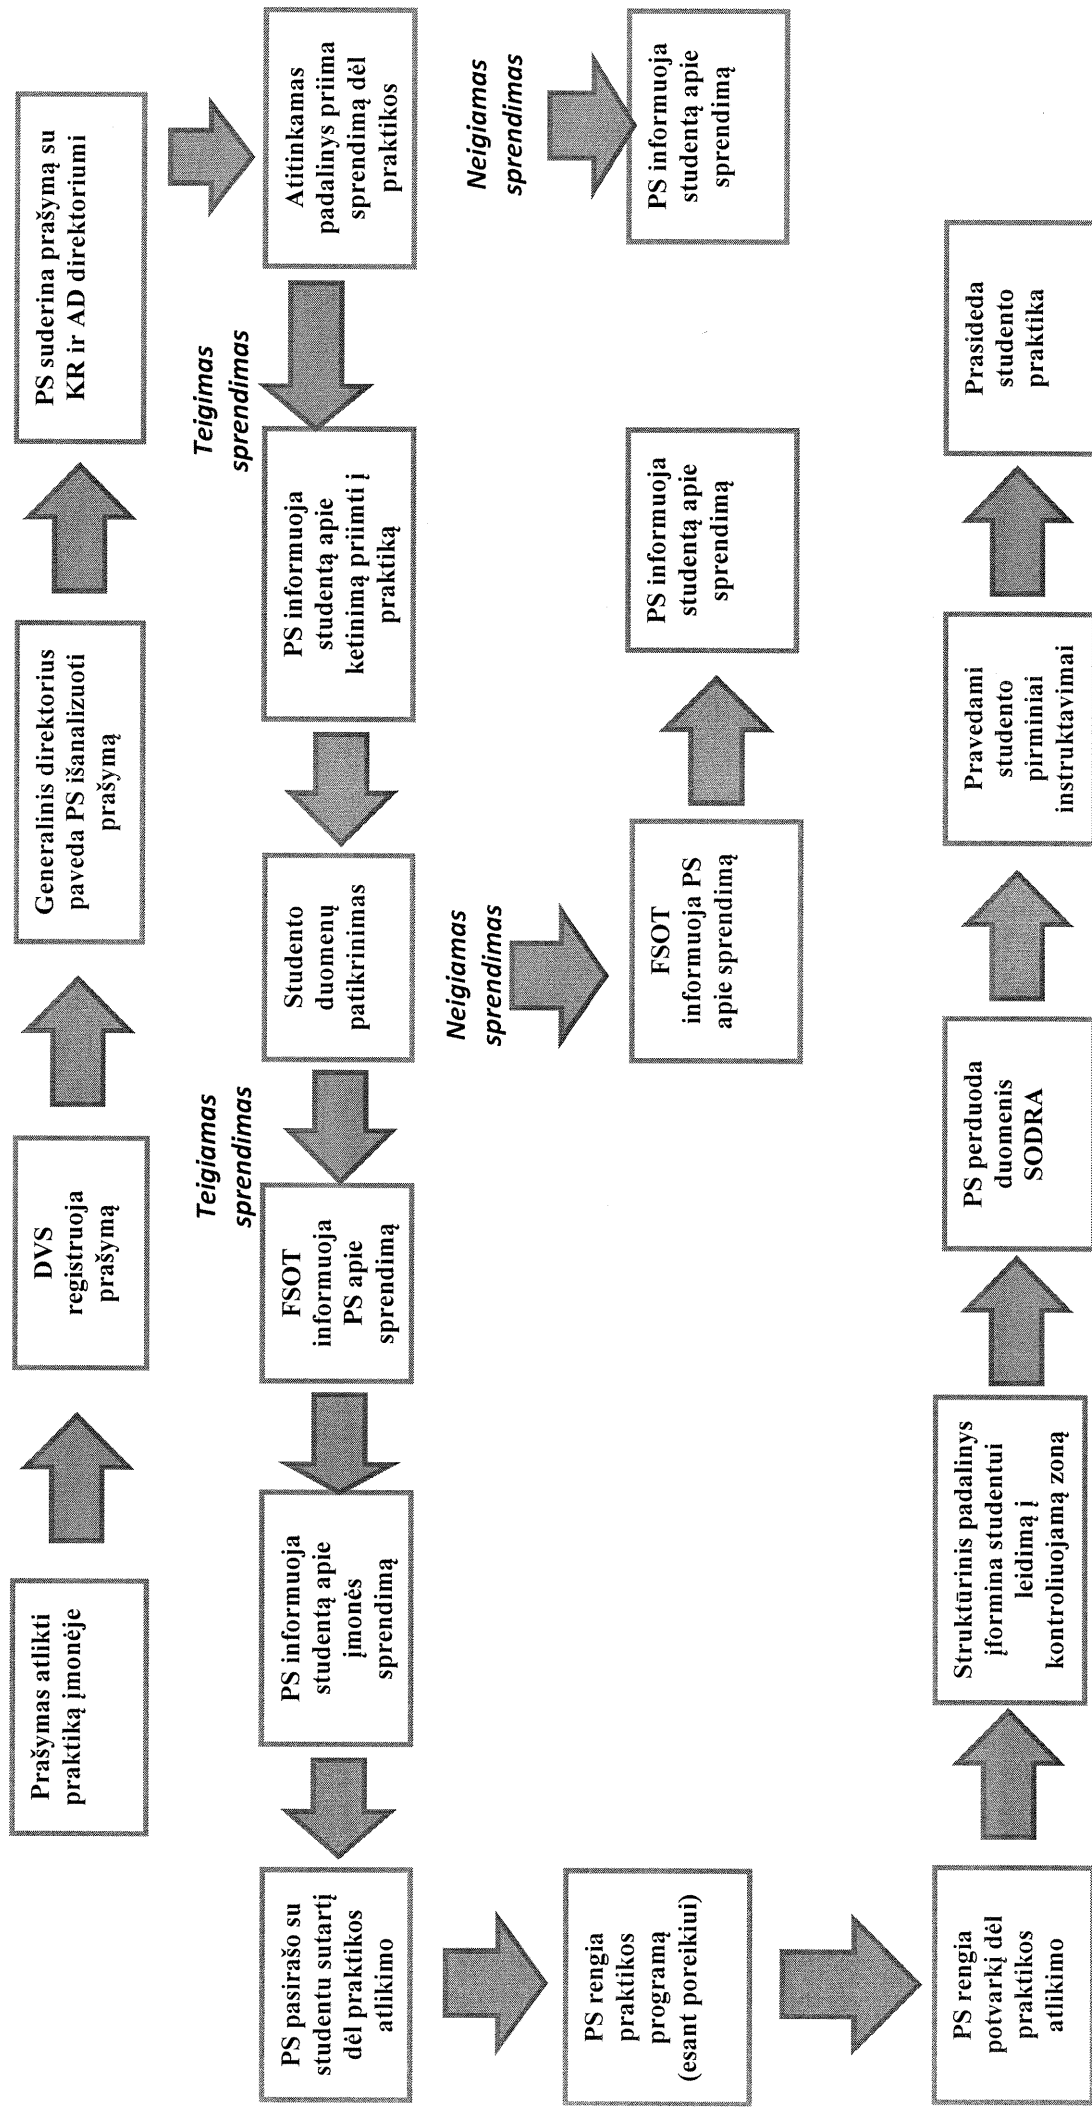 Prašymas atlikti
praktiką įmonėje
DVS
registruoja
prašymą
Generalinis direktorius
paveda PS išanalizuoti
prašymą
PS suderina prašymą su
KR ir AD direktoriumi
Atitinkamas
padalinys priima
sprendimą dėl
praktikos
Teigimas
sprendimas
PS informuoja
studentą apie
ketinimą priimti į
praktiką
Studento
duomenų
patikrinimas
Teigiamas
sprendimas
FSOT
informuoja
PS apie
sprendimą
PS informuoja
studentą apie
įmonės
sprendimą
PS pasirašo su
studentu sutartį
dėl praktikos
atlikimo
Neigiamas
sprendimas
PS informuoja
studentą apie
sprendimą
Neigiamas
sprendimas
FSOT
informuoja PS
apie sprendimą
PS informuoja
studentą apie
sprendimą
PS rengia
praktikos
programą
(esant poreikiui)
PS rengia
potvarkį dėl
praktikos
atlikimo
Struktūrinis padalinys
įformina studentui
leidimą į
kontroliuojamą zoną
PS perduoda
duomenis
SODRA
Pravedami
studento
pirminiai
instruktavimai
Prasideda
studento
praktika